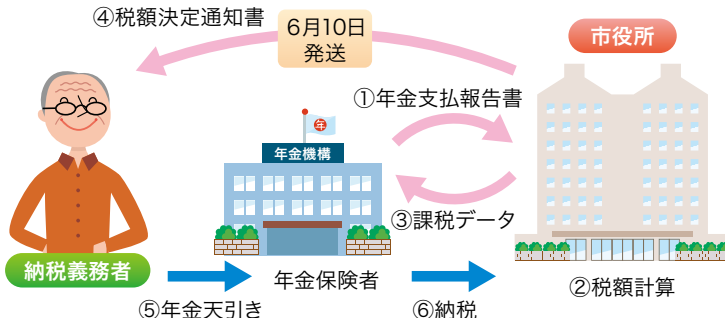 ④税額決定通知書
6月10日
発送
市役所
①年金支払報告書
年
年金機構
③課税データ
納税義務者
年金保険者
②税額計算
⑤年金天引き
⑥納税